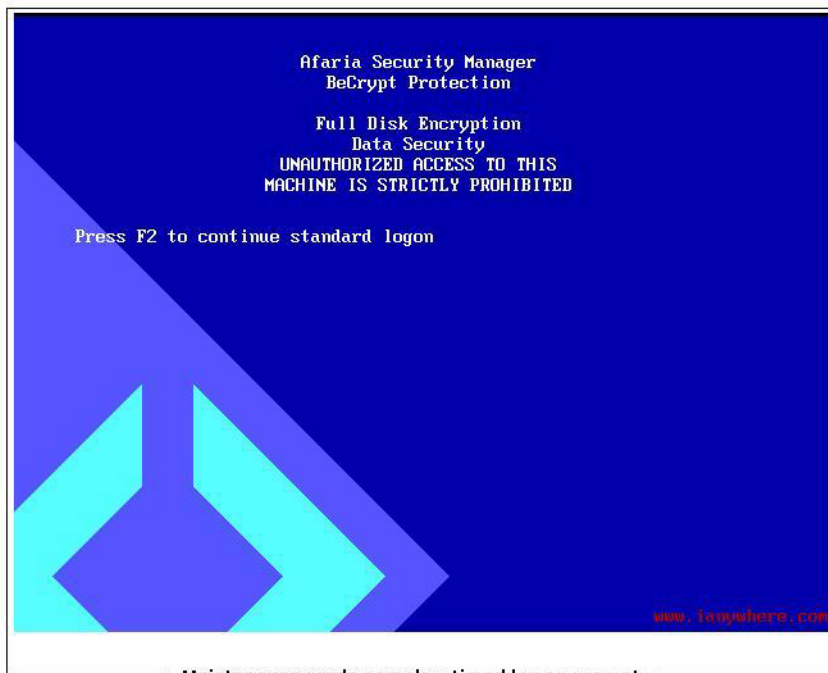 Afaria Security Manager
BeCrypt Protection
Full Disk Encryption
Data Security
UNAUTHORIZED ACCESS TO THIS
MACHINE IS STRICTLY PROHIBITED
Press F2 to continue standard logon
www.ianywhere.com